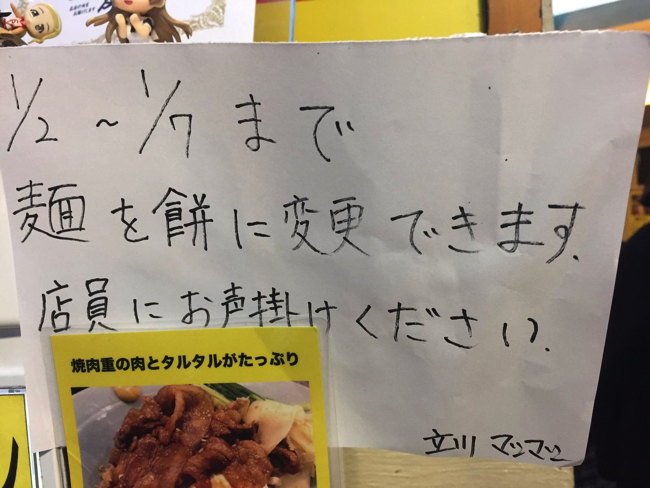 1/2~1/7まで
麺を餅に変更できます.
店員にお声掛けください.
焼肉重の肉とタルタルがたっぷり
立川 マシマシ